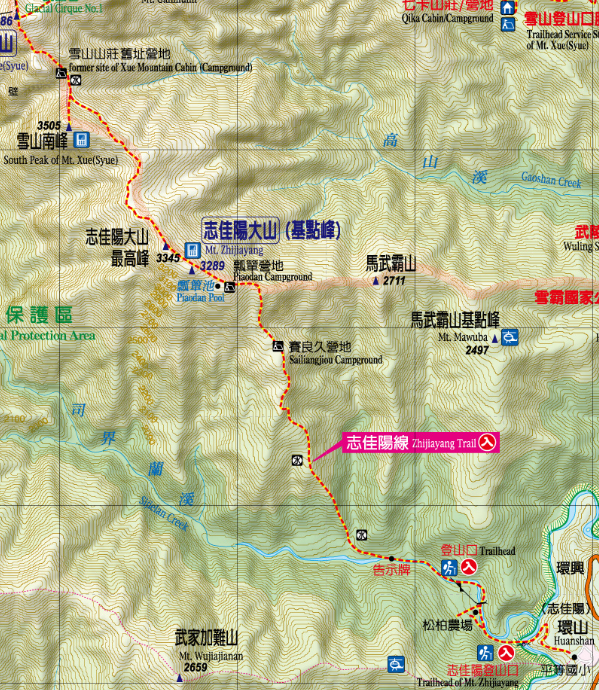 Glacial Cirque No.1
七卡山莊/營地
Qika Cabin/Campground
雪山登山口
Trailhead Service
of Mt. Xue(Syue)
86
山
雪山山莊舊址營地
former site of Xue Mountain Cabin (Campground)
3505
雪山南峰
South Peak of Mt. Xue(Syue)
高山溪
Gaoshan Creek
志佳陽大山
最高峰
3345
志佳陽大山(基點峰)
Mt. Zhijiayang
3289
瓢簞營地
Piaodan Campground
瓢簞池
Piaodan Pool
馬武霸山
2711
武陵
Wuling
雪霸國家公
馬武霸山基點峰
Mt. Mawuba
2497
保護區
al Protection Area
賽良久營地
Sailiangjiou Campground
司界蘭溪
Sijielan Creek
志佳陽線 Zhijiayang Trail
告示牌
登山口 Trailhead
松柏農場
環興
(志佳陽)
環山
Huanshan
平等國小
志佳陽登山口
Trailhead of Mt. Zhijiayang
武家加難山
Mt. Wujiajianan
2659